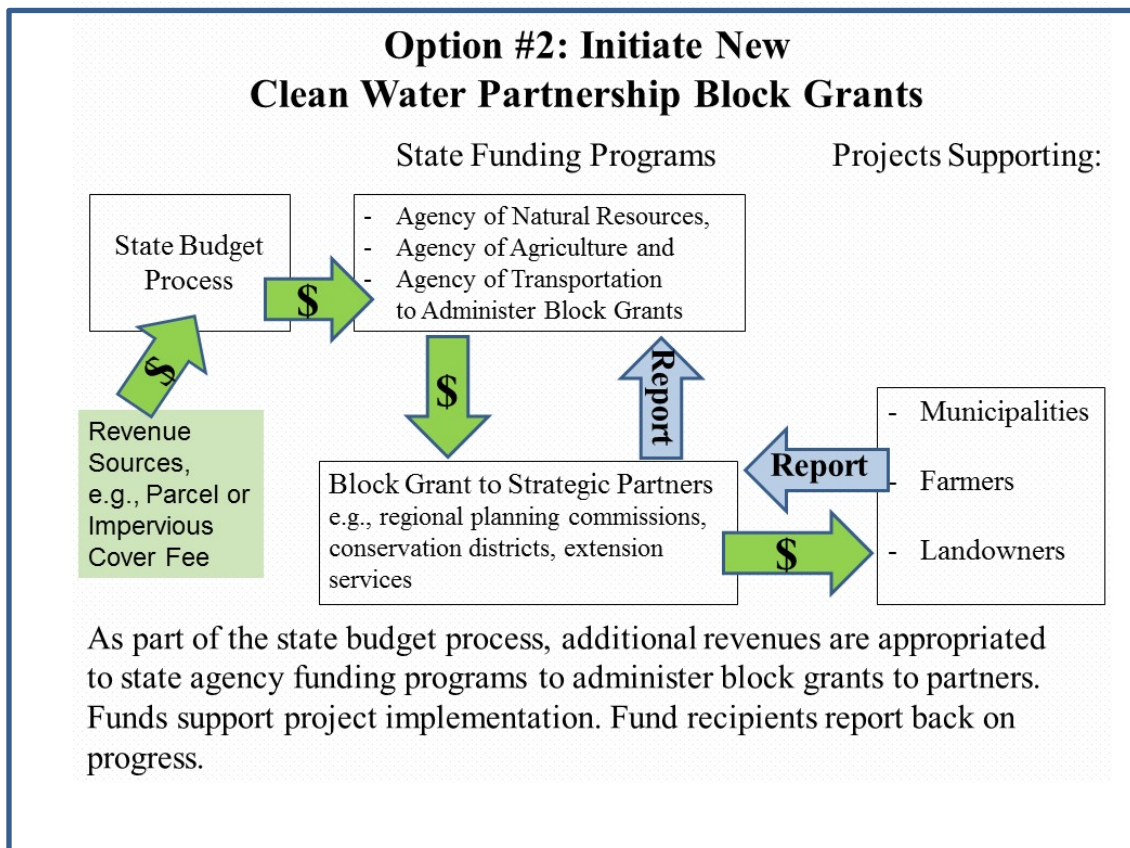 Option #2: Initiate New
Clean Water Partnership Block Grants
State Funding Programs
Projects Supporting:
State Budget
Process
- Agency of Natural Resources,
- Agency of Agriculture and
- Agency of Transportation
to Administer Block Grants
$
$
$
Report
Revenue
Sources,
e.g., Parcel or
Impervious
Cover Fee
Block Grant to Strategic Partners
e.g., regional planning commissions,
conservation districts, extension
services
Report
$
- Municipalities
- Farmers
- Landowners
As part of the state budget process, additional revenues are appropriated
to state agency funding programs to administer block grants to partners.
Funds support project implementation. Fund recipients report back on
progress.